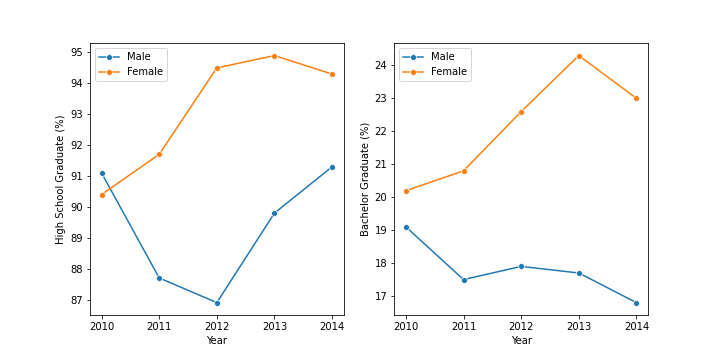 High School Graduate (%)
95
94
93
92
91
90
89
88
87
Male
Female
2010 2011 2012 2013 2014
Year
Bachelor Graduate (%)
24
23
22
21
20
19
18
17
Male
Female
2010 2011 2012 2013 2014
Year